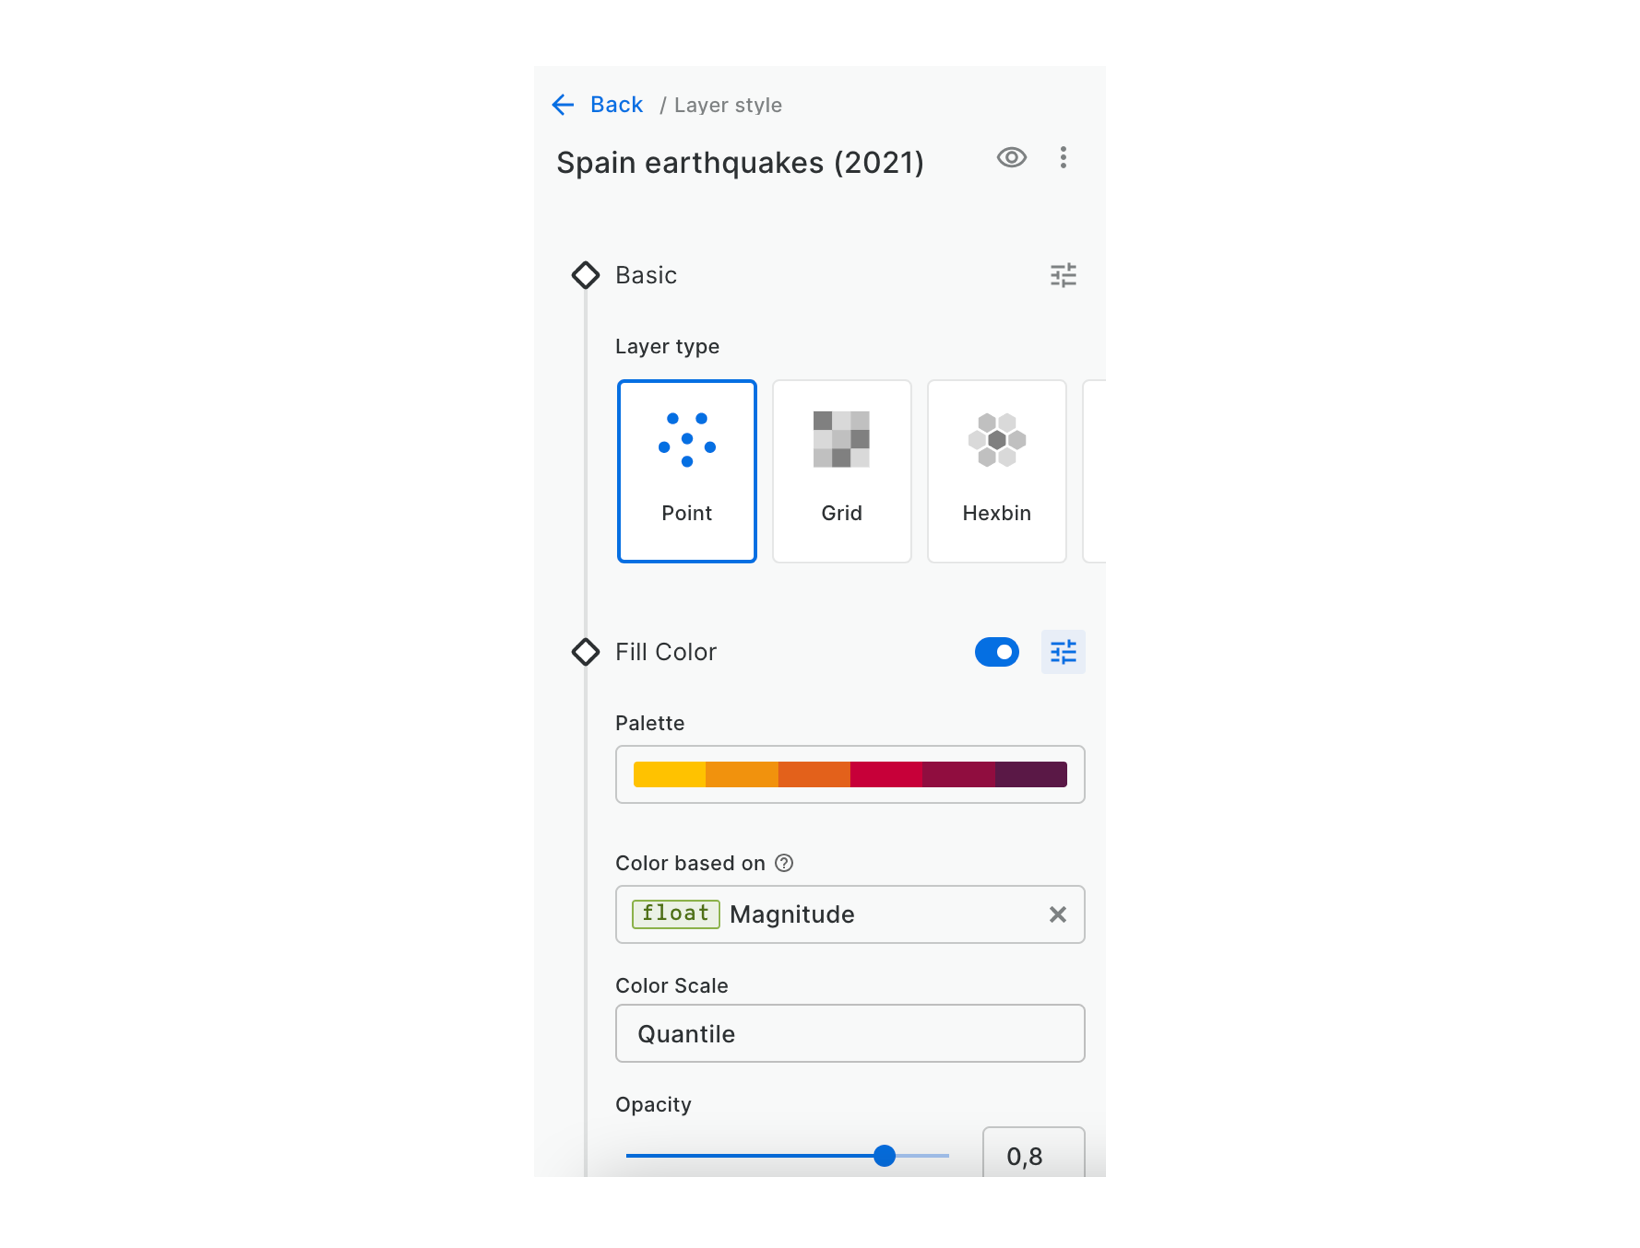 Back / Layer style
Spain earthquakes (2021)
Basic
Layer type
Point
Grid
Hexbin
Fill Color
Palette
Color based on
float Magnitude
Color Scale
Quantile
Opacity
0,8